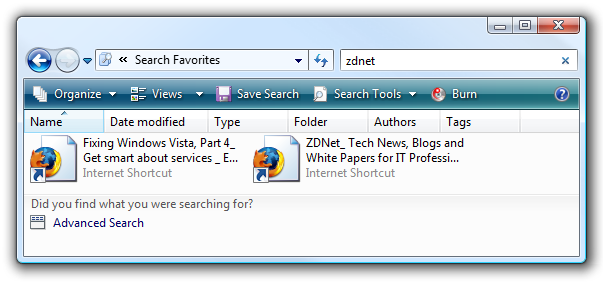 « Search Favorites
zdnet
Organize Views Save Search Search Tools Burn
Name Date modified Type Folder Authors Tags
Fixing Windows Vista, Part 4_
Get smart about services _ E...
Internet Shortcut
ZDNet_ Tech News, Blogs and
White Papers for IT Professi...
Internet Shortcut
Did you find what you were searching for?
Advanced Search